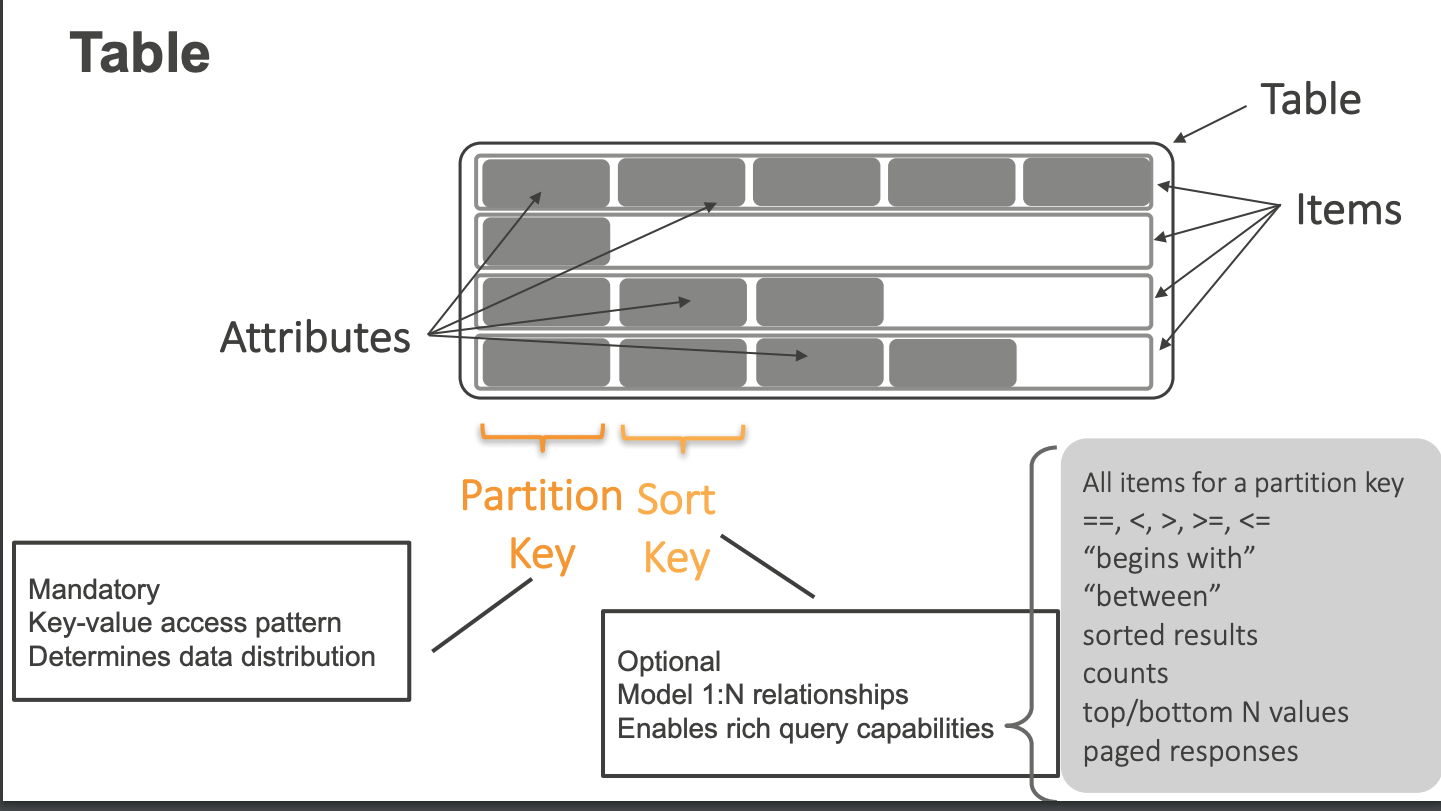 Table
Table
Items
Attributes
Partition
Key
Sort
Key
Mandatory
Key-value access pattern
Determines data distribution
Optional
Model 1:N relationships
Enables rich query capabilities
All items for a partition key
==, <, >, >=, <=
“begins with”
“between”
sorted results
counts
top/bottom N values
paged responses